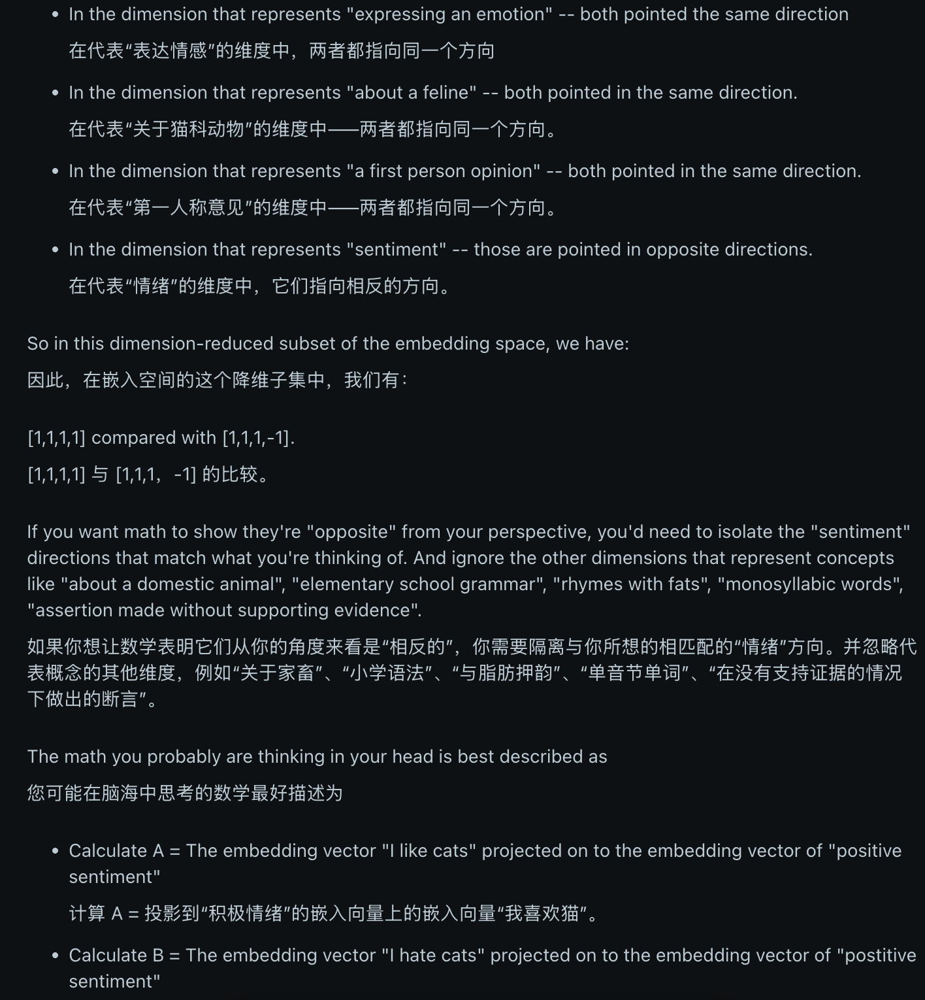 • In the dimension that represents "expressing an emotion" -- both pointed the same direction
在代表“表达情感”的维度中，两者都指向同一个方向
• In the dimension that represents "about a feline" -- both pointed in the same direction.
在代表“关于猫科动物”的维度中——两者都指向同一个方向。
• In the dimension that represents "a first person opinion" -- both pointed in the same direction.
在代表“第一人称意见”的维度中——两者都指向同一个方向。
• In the dimension that represents "sentiment" -- those are pointed in opposite directions.
在代表“情绪”的维度中，它们指向相反的方向。
So in this dimension-reduced subset of the embedding space, we have:
因此，在嵌入空间的这个降维子集中，我们有：
[1,1,1,1] compared with [1,1,1,-1].
[1,1,1,1] 与 [1,1,1，-1] 的比较。
If you want math to show they're "opposite" from your perspective, you'd need to isolate the "sentiment"
directions that match what you're thinking of. And ignore the other dimensions that represent concepts
like "about a domestic animal", "elementary school grammar", "rhymes with fats", "monosyllabic words",
"assertion made without supporting evidence".
如果你想让数学表明它们从你的角度来看是“相反的”，你需要隔离与你所想的相匹配的“情绪”方向。并忽略代
表概念的其他维度，例如“关于家畜”、“小学语法”、“与脂肪押韵”、“单音节单词”、“在没有支持证据的情况
下做出的断言”。
The math you probably are thinking in your head is best described as
您可能在脑海中思考的数学最好描述为
• Calculate A = The embedding vector "I like cats" projected on to the embedding vector of "positive
sentiment"
计算 A = 投影到“积极情绪”的嵌入向量上的嵌入向量“我喜欢猫”。
• Calculate B = The embedding vector "I hate cats" projected on to the embedding vector of "postitive
sentiment"